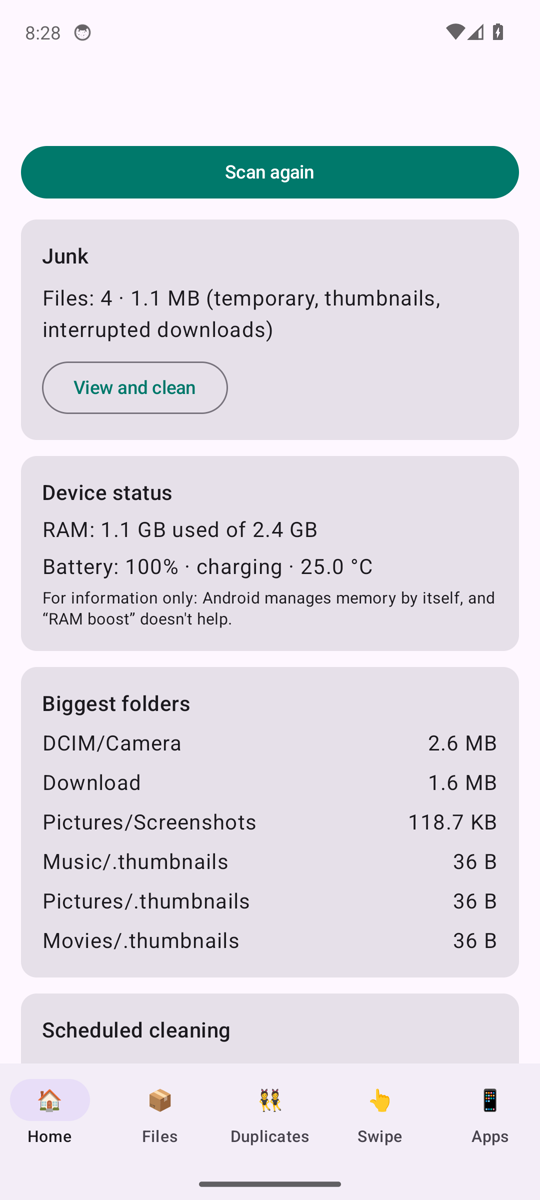 8:28
Scan again
Junk
Files: 4 · 1.1 MB (temporary, thumbnails,
interrupted downloads)
View and clean
Device status
RAM: 1.1 GB used of 2.4 GB
Battery: 100% · charging · 25.0 °C
For information only: Android manages memory by itself, and
“RAM boost” doesn't help.
Biggest folders
DCIM/Camera 2.6 MB
Download 1.6 MB
Pictures/Screenshots 118.7 KB
Music/.thumbnails 36 B
Pictures/.thumbnails 36 B
Movies/.thumbnails 36 B
Scheduled cleaning
Home Files Duplicates Swipe Apps